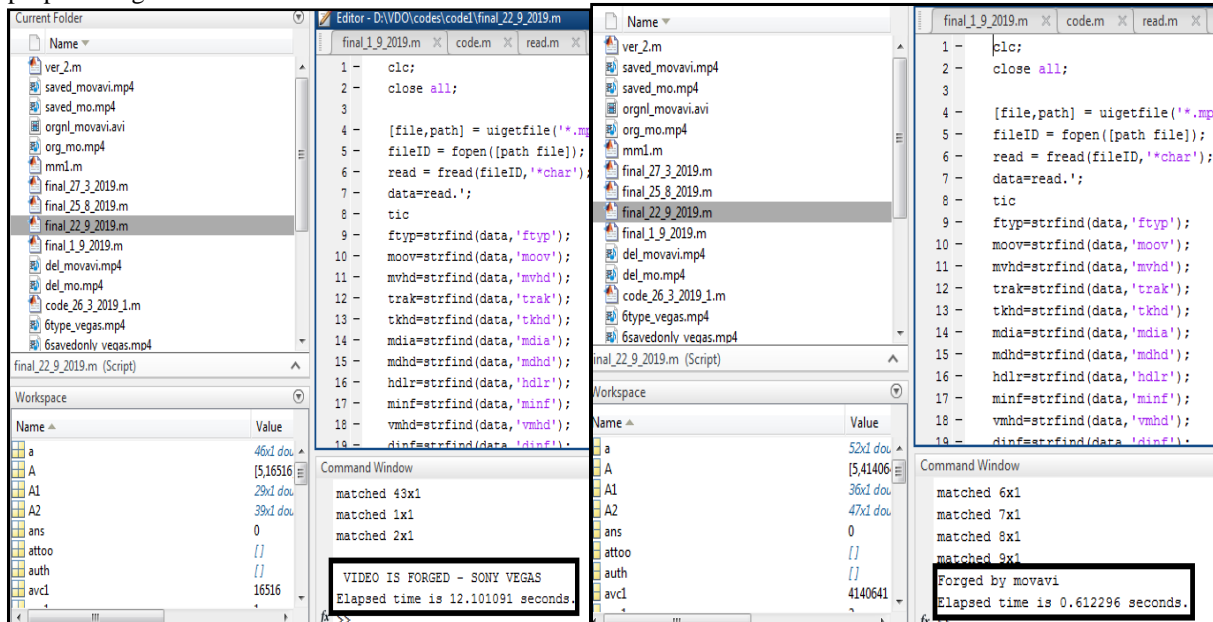 Current Folder
Name
ver_2.m
saved_movavi.mp4
saved_mo.mp4
orgnl_movavi.avi
org_mo.mp4
mm1.m
final_27_3_2019.m
final_25_8_2019.m
final_22_9_2019.m
final_1_9_2019.m
del_movavi.mp4
del_mo.mp4
code_26_3_2019_1.m
6type_vegas.mp4
6savedonly_vegas.mp4
final_22_9_2019.m (Script)
Workspace
Name Value
a 46x1 dou
A [5,16516
A1 29x1 dou
A2 39x1 dou
ans 0
attoo []
auth []
avc1 16516
Editor - D:\VDO\codes\code1\final_22_9_2019.m
final_1_9_2019.m code.m read.m
1 - clc;
2 - close all;
3
4 - [file,path] = uigetfile('*.mp
5 - fileID = fopen([path file]);
6 - read = fread(fileID,'*char');
7 - data=read.';
8 - tic
9 - ftyp=strfind(data,'ftyp');
10 - moov=strfind(data,'moov');
11 - mvhd=strfind(data,'mvhd');
12 - trak=strfind(data,'trak');
13 - tkhd=strfind(data,'tkhd');
14 - mdia=strfind(data,'mdia');
15 - mdhd=strfind(data,'mdhd');
16 - hdlr=strfind(data,'hdlr');
17 - minf=strfind(data,'minf');
18 - vmhd=strfind(data,'vmhd');
19 - dinf=strfind(data,'dinf');
Command Window
matched 43x1
matched 1x1
matched 2x1
VIDEO IS FORGED - SONY VEGAS
Elapsed time is 12.101091 seconds.
fx >>
Name
ver_2.m
saved_movavi.mp4
saved_mo.mp4
orgnl_movavi.avi
org_mo.mp4
mm1.m
final_27_3_2019.m
final_25_8_2019.m
final_22_9_2019.m
final_1_9_2019.m
del_movavi.mp4
del_mo.mp4
code_26_3_2019_1.m
6type_vegas.mp4
6savedonly_vegas.mp4
inal_22_9_2019.m (Script)
Workspace
Name Value
a 52x1 dou
A [5,41406
A1 36x1 dou
A2 47x1 dou
ans 0
attoo []
auth []
avc1 4140641
final_1_9_2019.m code.m read.m
1 - clc;
2 - close all;
3
4 - [file,path] = uigetfile('*.mp
5 - fileID = fopen([path file]);
6 - read = fread(fileID,'*char');
7 - data=read.';
8 - tic
9 - ftyp=strfind(data,'ftyp');
10 - moov=strfind(data,'moov');
11 - mvhd=strfind(data,'mvhd');
12 - trak=strfind(data,'trak');
13 - tkhd=strfind(data,'tkhd');
14 - mdia=strfind(data,'mdia');
15 - mdhd=strfind(data,'mdhd');
16 - hdlr=strfind(data,'hdlr');
17 - minf=strfind(data,'minf');
18 - vmhd=strfind(data,'vmhd');
19 - dinf=strfind(data,'dinf');
Command Window
matched 6x1
matched 7x1
matched 8x1
matched 9x1
Forged by movavi
Elapsed time is 0.612296 seconds.
fx >>